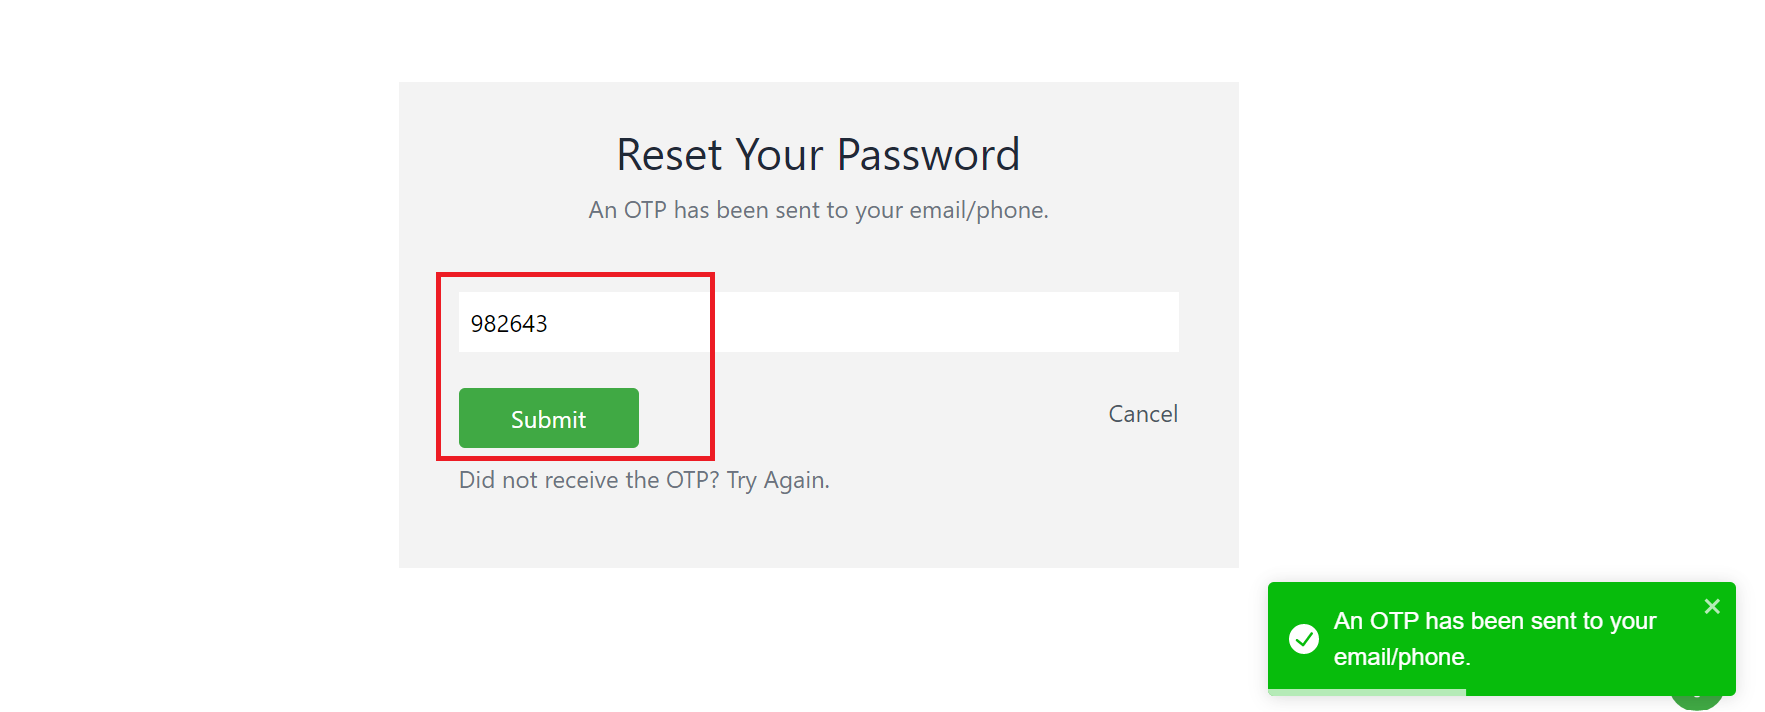 Reset Your Password
An OTP has been sent to your email/phone.
982643
Submit
Cancel
Did not receive the OTP? Try Again.
An OTP has been sent to your
email/phone.